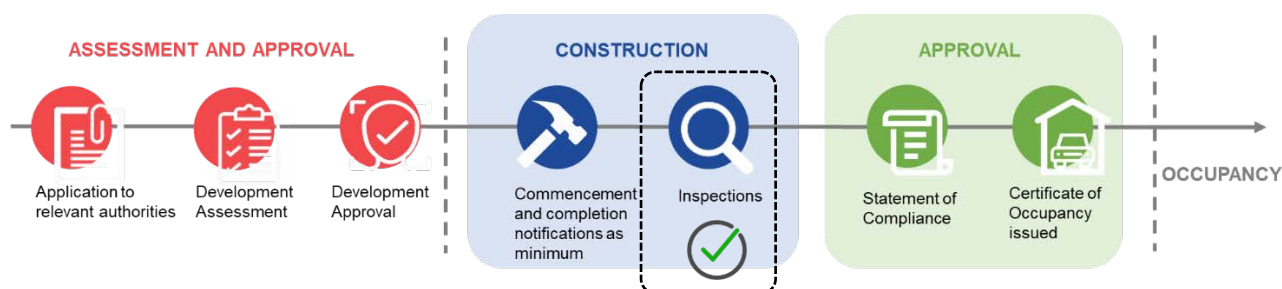 ASSESSMENT AND APPROVAL
CONSTRUCTION
APPROVAL
Application to
relevant authorities
Development
Assessment
Development
Approval
Commencement
and completion
notifications as
minimum
Inspections
Statement of
Compliance
Certificate of
Occupancy
issued
OCCUPANCY